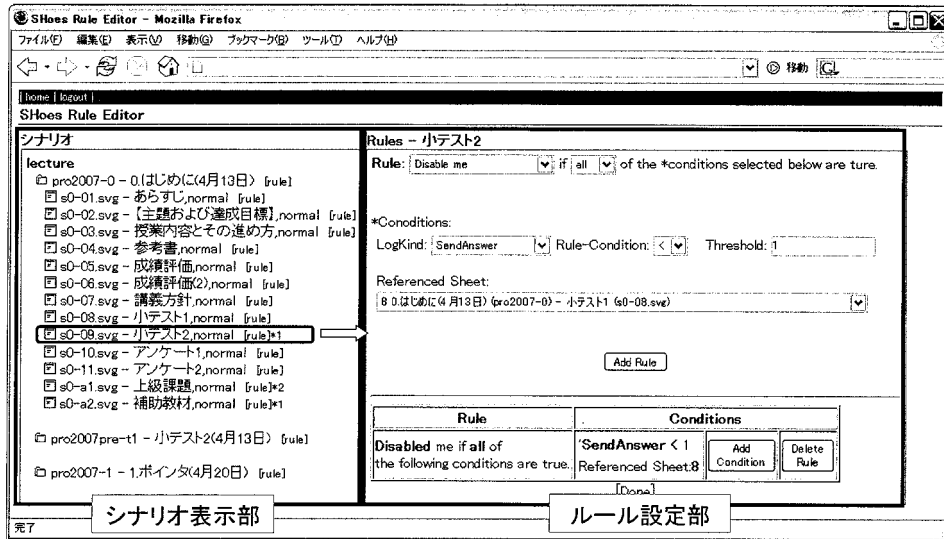 SHoes Rule Editor - Mozilla Firefox
ファイル(F) 編集(E) 表示(V) 移動(G) ブックマーク(B) ツール(T) ヘルプ(H)
移動 G
home | logout |
SHoes Rule Editor
シナリオ
lecture
pro2007-0 - 0.はじめに(4月13日) [rule]
s0-01.svg - あらすじ,normal [rule]
s0-02.svg - 【主題および達成目標】,normal [rule]
s0-03.svg - 授業内容とその進め方,normal [rule]
s0-04.svg - 参考書,normal [rule]
s0-05.svg - 成績評価,normal [rule]
s0-06.svg - 成績評価(2),normal [rule]
s0-07.svg - 講義方針,normal [rule]
s0-08.svg - 小テスト1,normal [rule]
s0-09.svg - 小テスト2,normal [rule]*1
s0-10.svg - アンケート1,normal [rule]
s0-11.svg - アンケート2,normal [rule]
s0-a1.svg - 上級課題,normal [rule]*2
s0-a2.svg - 補助教材,normal [rule]*1
pro2007pre-t1 - 小テスト2(4月13日) [rule]
pro2007-1 - 1.ポインタ(4月20日) [rule]
シナリオ表示部
Rules - 小テスト2
Rule: Disable me if all of the *conditions selected below are ture.
*Conoditions:
LogKind: SendAnswer Rule-Condition: < Threshold: 1
Referenced Sheet:
8 0.はじめに(4月13日) (pro2007-0) - 小テスト1 (s0-08.svg)
Add Rule
Rule Conditions
Disabled me if all of
the following conditions are true.
'SendAnswer < 1
Referenced Sheet:8
Add Condition
Delete Rule
[Done]
ルール設定部
完了